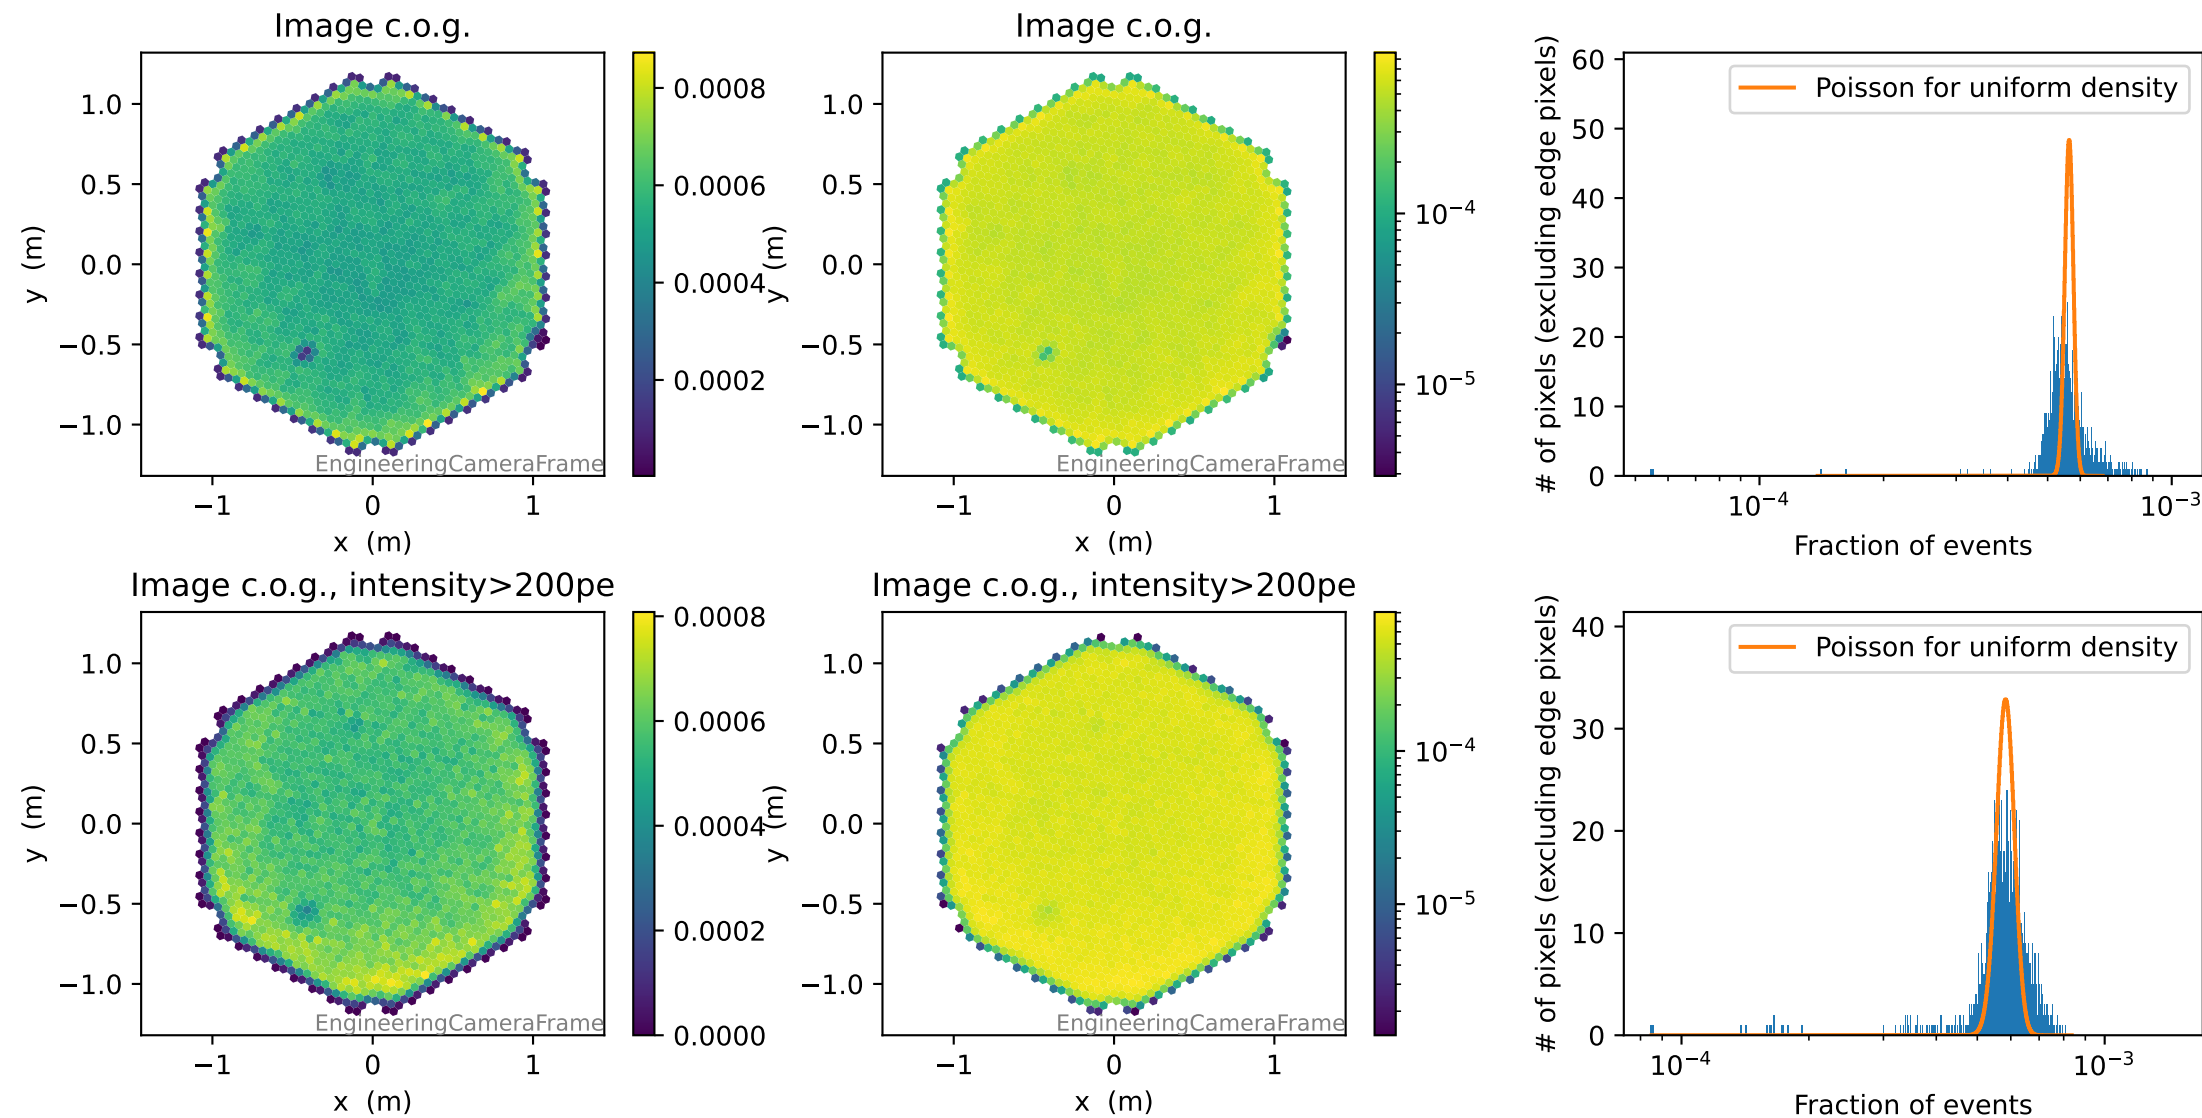 Image c.o.g.
1.0
0.5
0.0
−0.5
−1.0
y (m)
−1
0
1
x (m)
EngineeringCameraFrame
0.0008
0.0006
0.0004
0.0002
Image c.o.g.
1.0
0.5
0.0
−0.5
−1.0
y (m)
−1
0
1
x (m)
EngineeringCameraFrame
10⁻⁴
10⁻⁵
# of pixels (excluding edge pixels)
60
50
40
30
20
10
0
Poisson for uniform density
10⁻⁴
10⁻³
Fraction of events
Image c.o.g., intensity>200pe
1.0
0.5
0.0
−0.5
−1.0
y (m)
−1
0
1
x (m)
EngineeringCameraFrame
0.0008
0.0006
0.0004
0.0002
0.0000
Image c.o.g., intensity>200pe
1.0
0.5
0.0
−0.5
−1.0
y (m)
−1
0
1
x (m)
EngineeringCameraFrame
10⁻⁴
10⁻⁵
# of pixels (excluding edge pixels)
40
30
20
10
0
Poisson for uniform density
10⁻⁴
10⁻³
Fraction of events